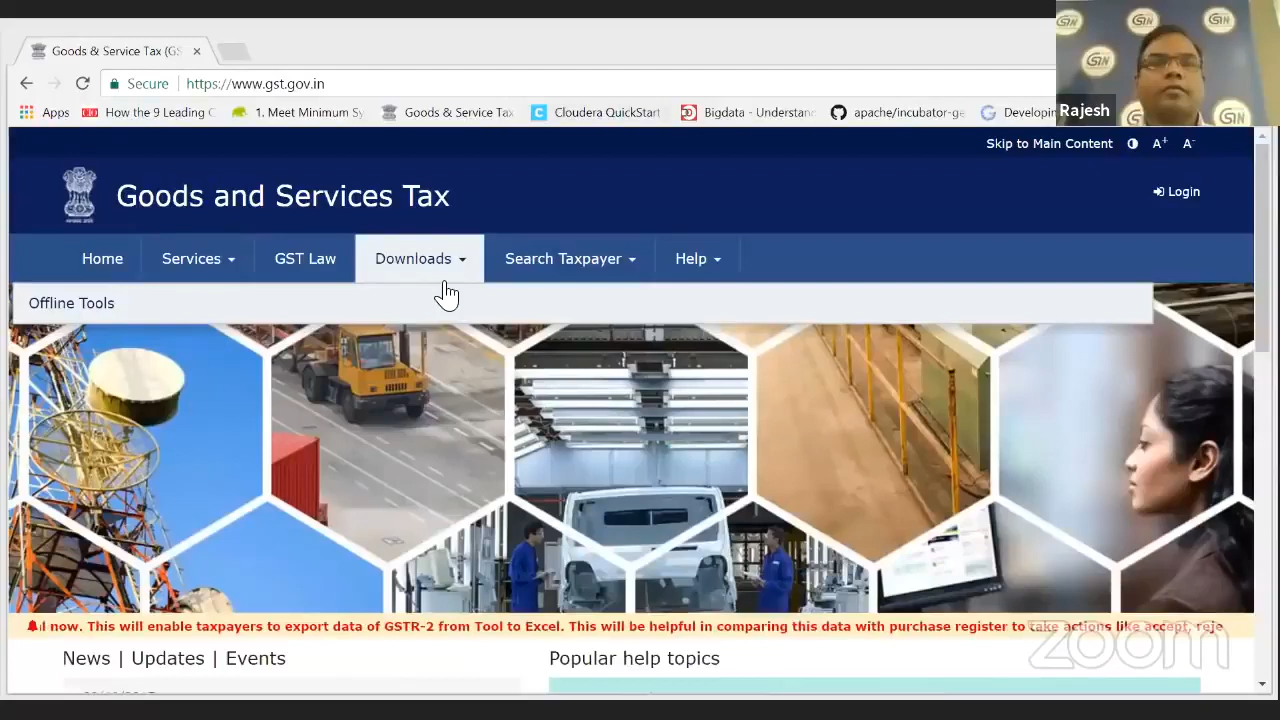 Goods & Service Tax (GS
Secure
https://www.gst.gov.in
Apps
How the 9 Leading C
1. Meet Minimum Sy
Goods & Service Tax
Cloudera QuickStart
Bigdata - Understan
apache/incubator-ge
Developin
Rajesh
Skip to Main Content
A+
A-
Goods and Services Tax
Login
Home
Services
GST Law
Downloads
Search Taxpayer
Help
Offline Tools
l now. This will enable taxpayers to export data of GSTR-2 from Tool to Excel. This will be helpful in comparing this data with purchase register to take actions like accept, reje
zoom
News | Updates | Events
Popular help topics